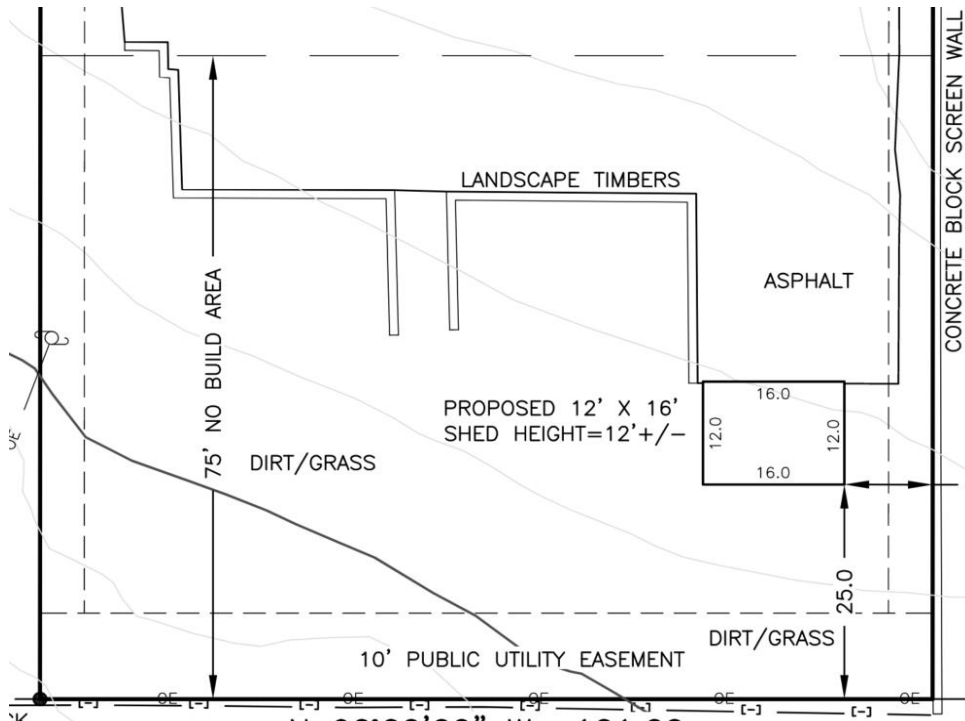 CONCRETE BLOCK SCREEN WALL
LANDSCAPE TIMBERS
ASPHALT
75' NO BUILD AREA
16.0
PROPOSED 12' X 16'
SHED HEIGHT=12'+/-
12.0
12.0
DIRT/GRASS
16.0
25.0
DIRT/GRASS
10' PUBLIC UTILITY EASEMENT
OE
OE
OE
OE
OE
OE